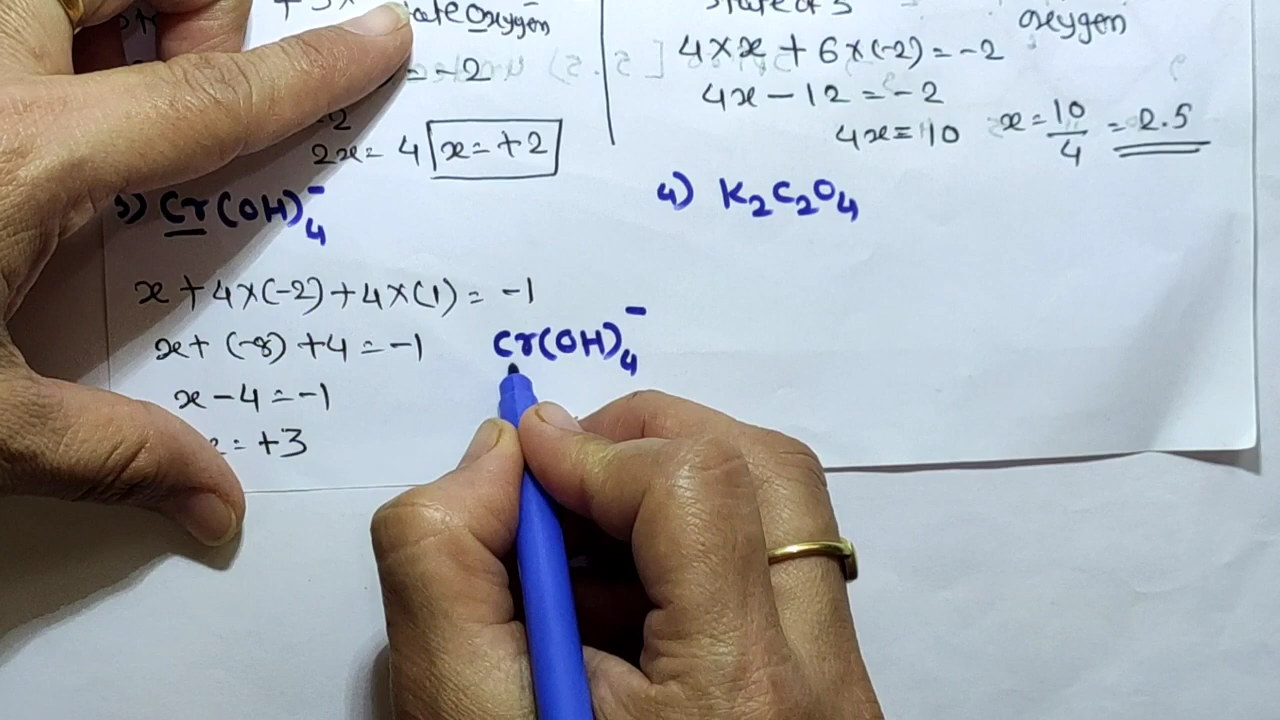 state oxygen
= -2
2x = 4 x = +2
oxygen
4 × x + 6 × (-2) = -2
4x - 12 = -2
4x = 10 x = 10/4 = 2.5
3) Cr(OH)₄⁻
x + 4×(-2) + 4×(1) = -1
x + (-8) + 4 = -1
x - 4 = -1
= +3
Cr(OH)₄⁻
4) K₂C₂O₄